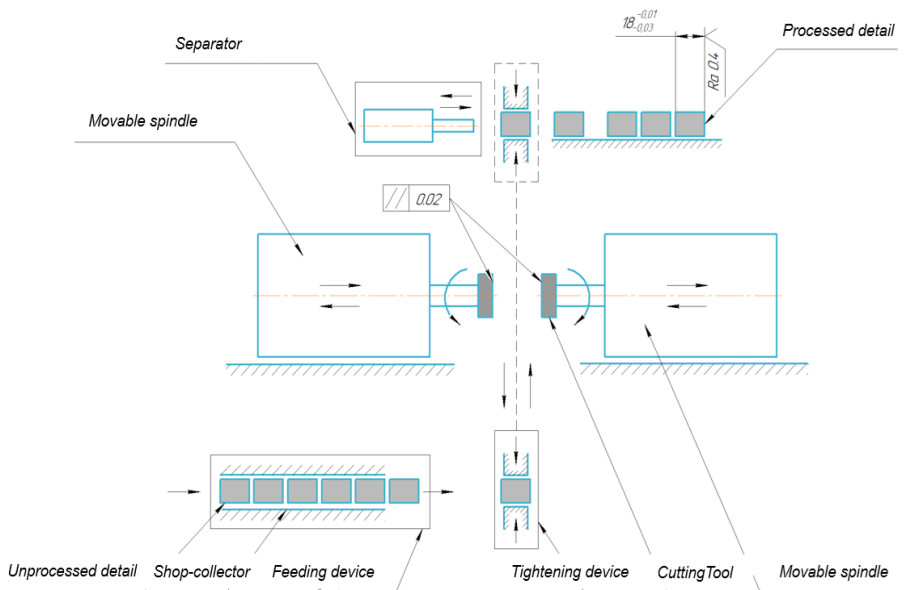 Processed detail
18 -0,01 -0,03
Ra 0.4
Separator
Movable spindle
// 0.02
Unprocessed detail
Shop-collector
Feeding device
Tightening device
CuttingTool
Movable spindle